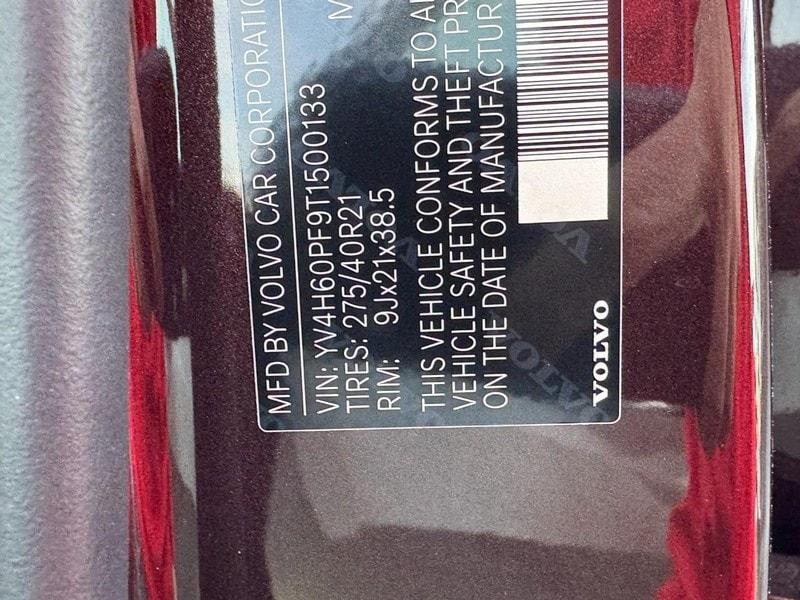 MFD BY VOLVO CAR CORPORATIO
M
VIN: YV4H60PF9T1500133
TIRES: 275/40R21
RIM: 9Jx21x38.5
THIS VEHICLE CONFORMS TO A
VEHICLE SAFETY AND THEFT PR
ON THE DATE OF MANUFACTUR
VOLVO